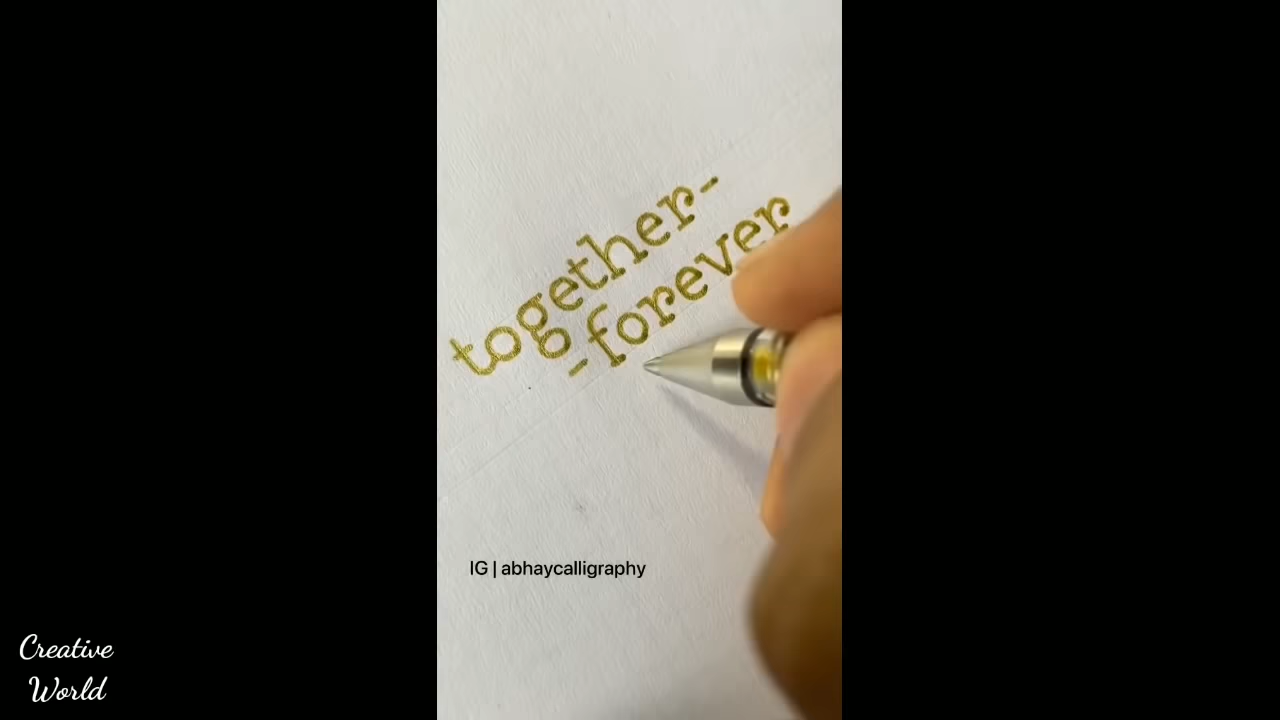 together-
-forever
IG | abhaycalligraphy
Creative
World